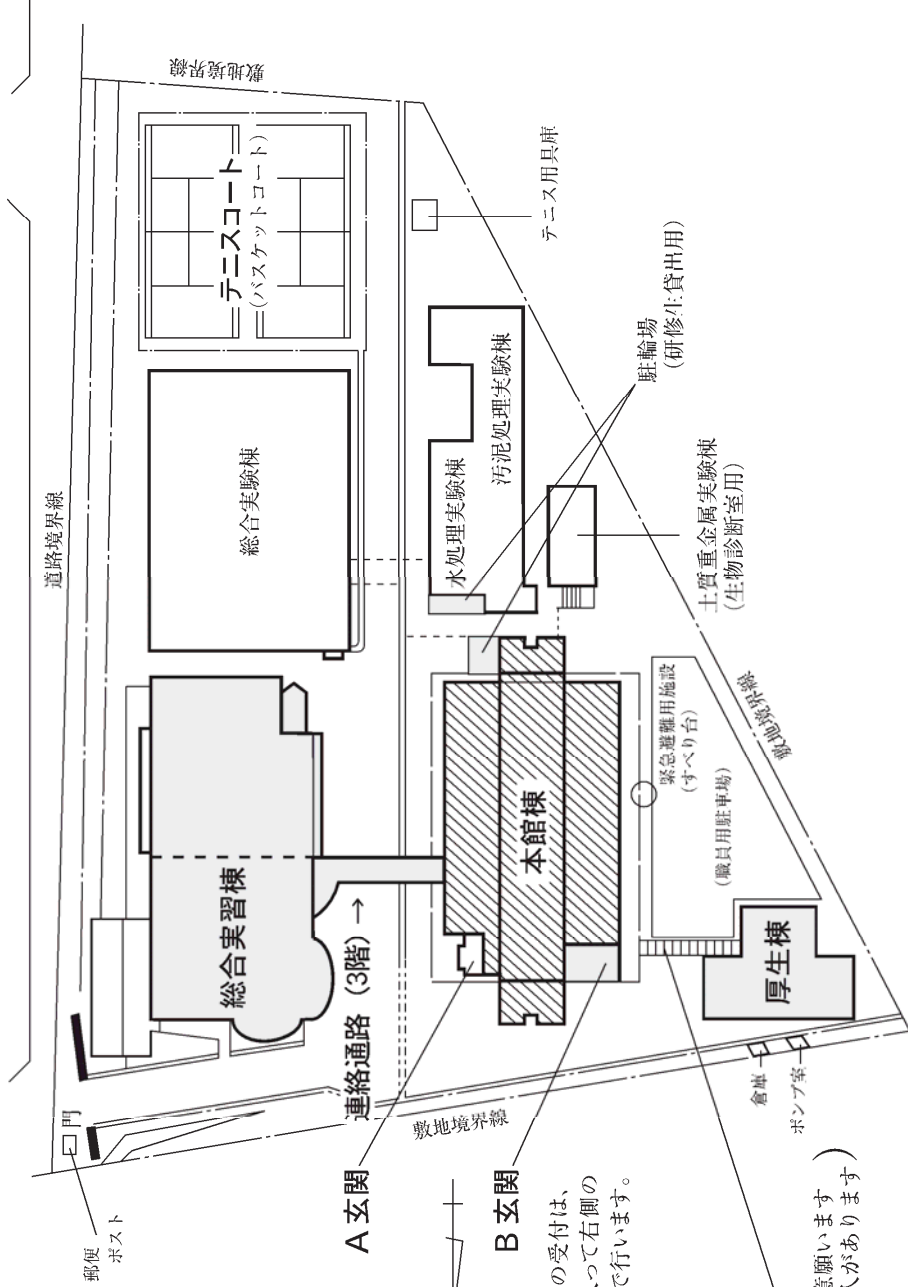 道路境界線
敷地境界線
テニスコート
(バスケットコート)
テニス用具庫
総合実験棟
水処理実験棟
汚泥処理実験棟
駐輪場
(研修生貸出用)
土質重金属実験棟
(生物診断室用)
総合実習棟
連絡通路(3階)→
本館棟
緊急避難用施設
(すべり台)
(職員用駐車場)
敷地境界線
厚生棟
倉庫
ポンプ室
敷地境界線
門
郵便
ポスト
A玄関
B玄関
の受付は、
って右側の
で行います。
願います
があります